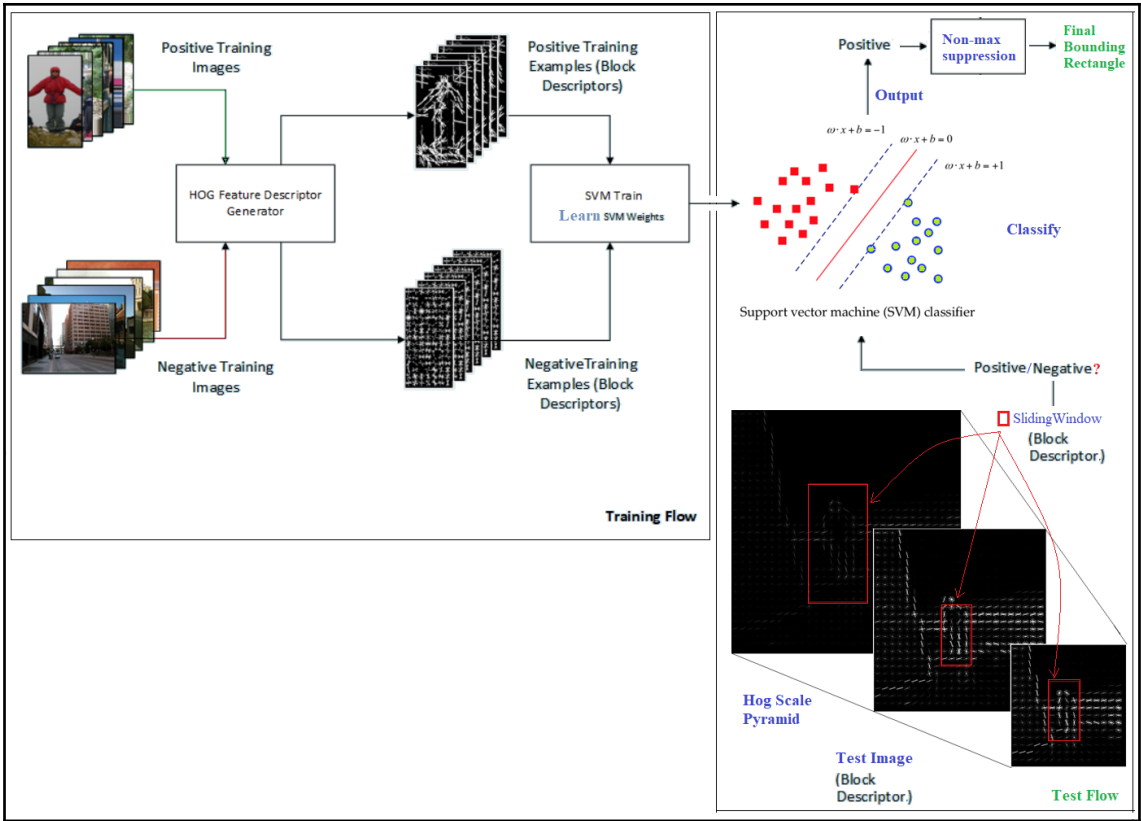 Positive Training
Images
HOG Feature Descriptor
Generator
Negative Training
Images
Positive Training
Examples (Block
Descriptors)
SVM Train
Learn SVM Weights
NegativeTraining
Examples (Block
Descriptors)
Training Flow
Positive
Non-max
suppression
Final
Bounding
Rectangle
Output
ω· x + b = −1
ω· x + b = 0
ω· x + b = +1
Classify
Support vector machine (SVM) classifier
Positive/Negative?
SlidingWindow
(Block
Descriptor.)
Hog Scale
Pyramid
Test Image
(Block
Descriptor.)
Test Flow